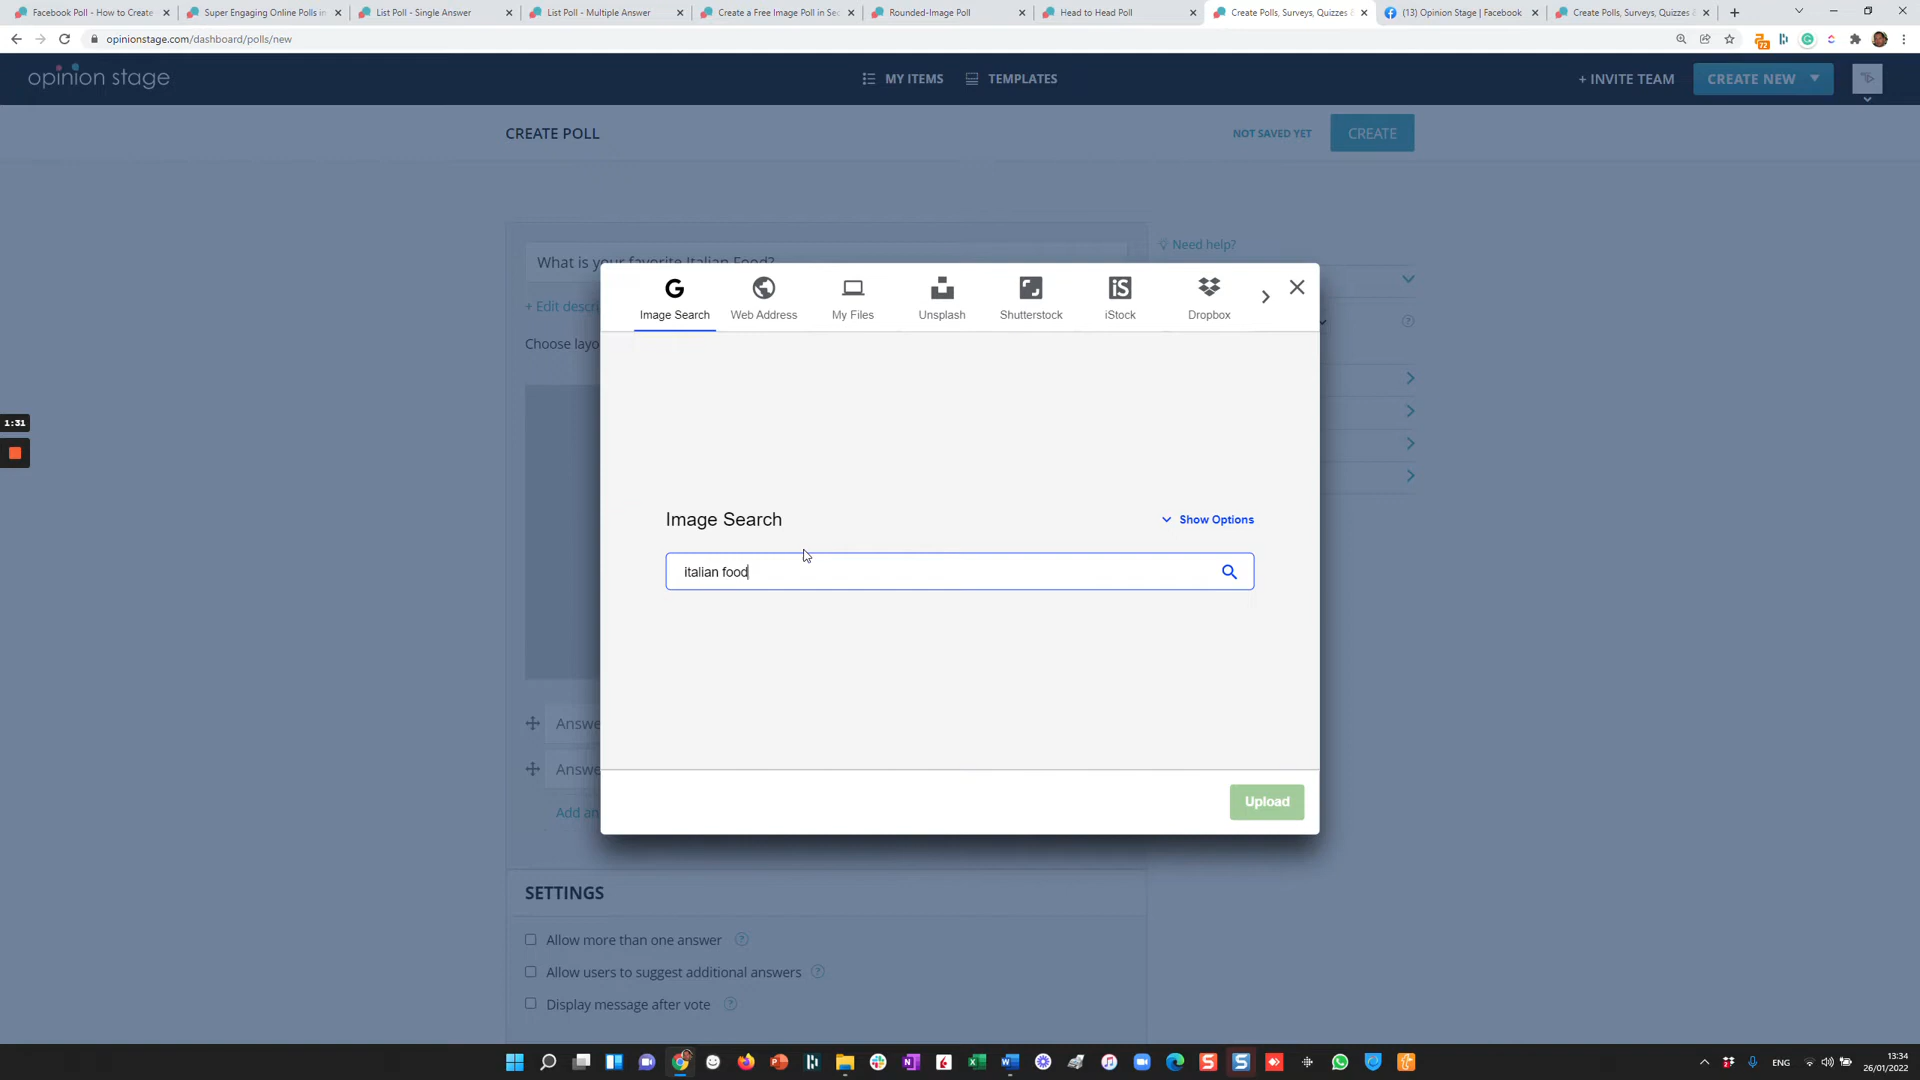 Facebook Poll - How to Create
Super Engaging Online Polls in
List Poll - Single Answer
List Poll - Multiple Answer
Create a Free Image Poll in Sec
Rounded-Image Poll
Head to Head Poll
Create Polls, Surveys, Quizzes &
(13) Opinion Stage | Facebook
Create Polls, Surveys, Quizzes &
opinionstage.com/dashboard/polls/new
72
opinion stage
MY ITEMS
TEMPLATES
+ INVITE TEAM
CREATE NEW
CREATE POLL
NOT SAVED YET
CREATE
Need help?
What is your favorite Italian Food?
+ Edit descri
Choose layo
Image Search
Web Address
My Files
Unsplash
Shutterstock
iStock
Dropbox
1:31
Image Search
Show Options
italian food
Answe
Answe
Add an
Upload
SETTINGS
Allow more than one answer
Allow users to suggest additional answers
Display message after vote
ENG
13:34
26/01/2022